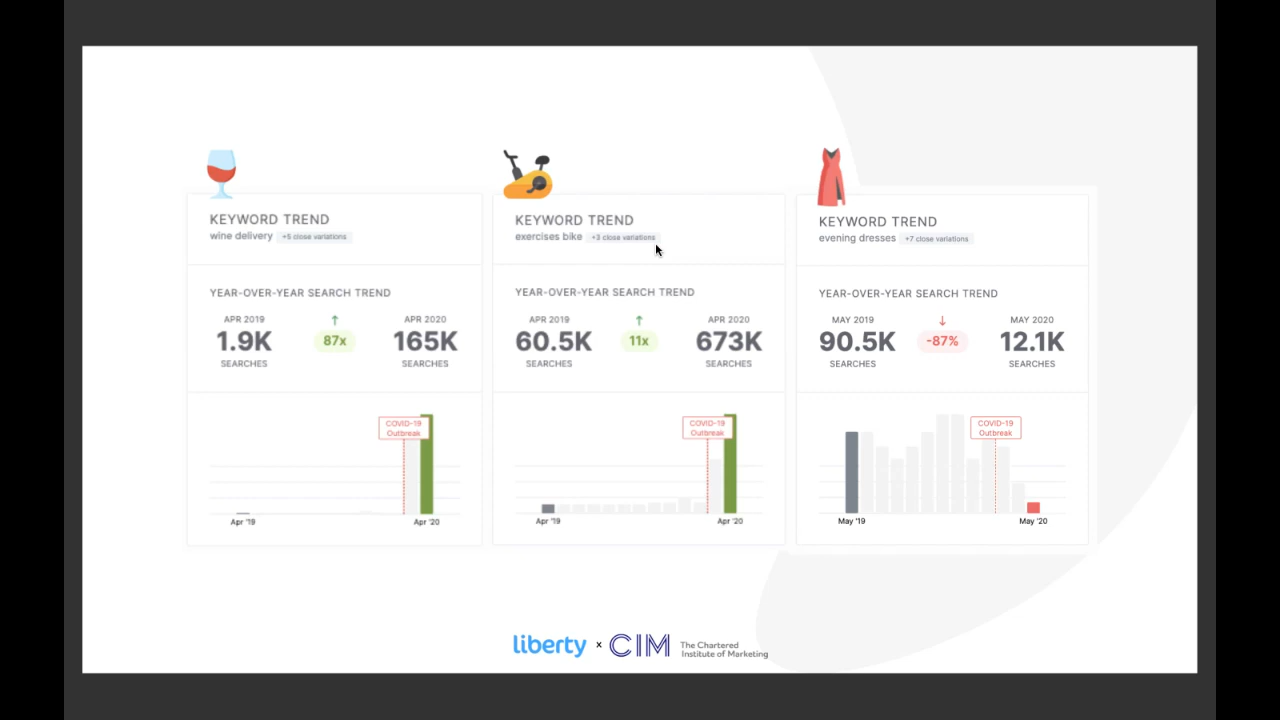 KEYWORD TREND
wine delivery +5 close variations
YEAR-OVER-YEAR SEARCH TREND
APR 2019 ↑ APR 2020
1.9K 87x 165K
SEARCHES SEARCHES
COVID-19
Outbreak
Apr '19 Apr '20
KEYWORD TREND
exercises bike +3 close variations
YEAR-OVER-YEAR SEARCH TREND
APR 2019 ↑ APR 2020
60.5K 11x 673K
SEARCHES SEARCHES
COVID-19
Outbreak
Apr '19 Apr '20
KEYWORD TREND
evening dresses +7 close variations
YEAR-OVER-YEAR SEARCH TREND
MAY 2019 ↓ MAY 2020
90.5K -87% 12.1K
SEARCHES SEARCHES
COVID-19
Outbreak
May '19 May '20
liberty x CIM The Chartered
Institute of Marketing